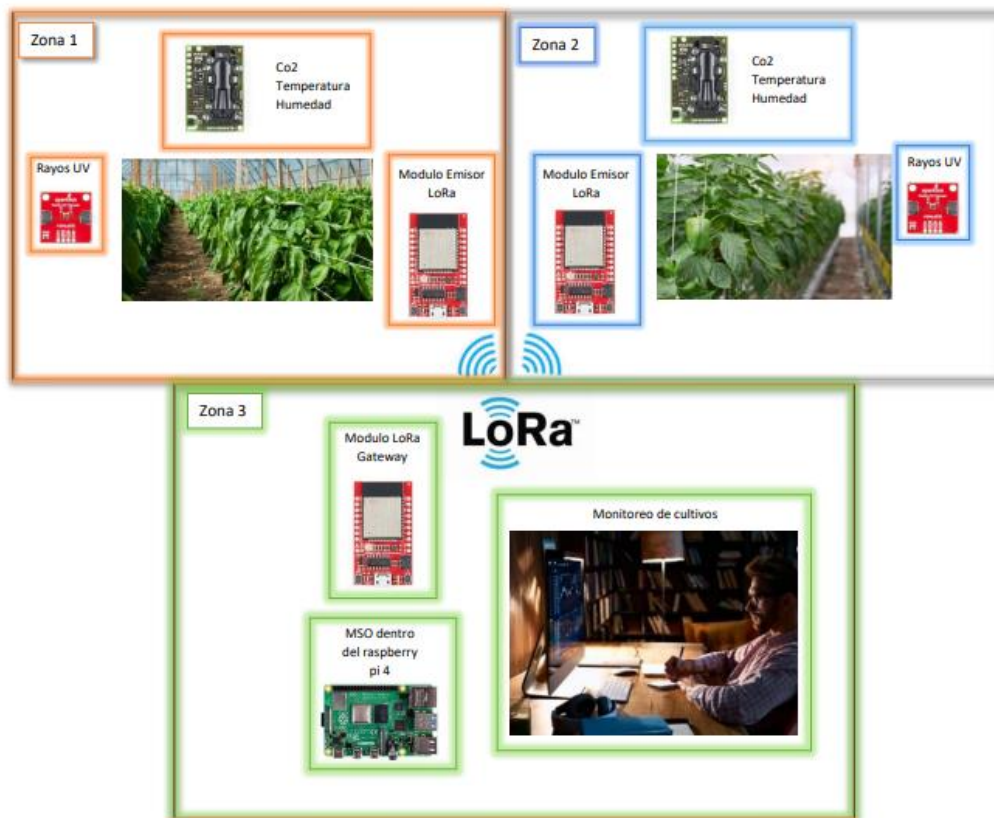 Zona 1
Co2
Temperatura
Humedad
Rayos UV
Modulo Emisor
LoRa
Zona 2
Co2
Temperatura
Humedad
Modulo Emisor
LoRa
Rayos UV
Zona 3
LoRa™
Modulo LoRa
Gateway
Monitoreo de cultivos
MSO dentro
del raspberry
pi 4